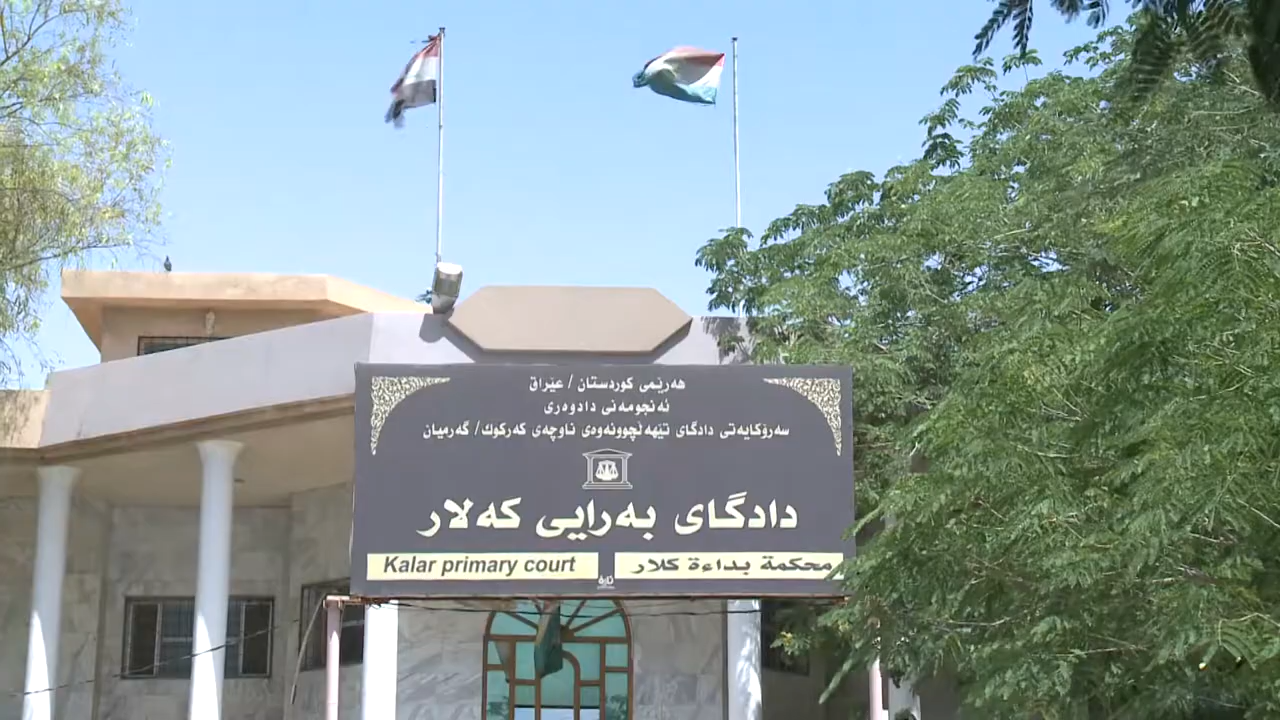 هەرێمی کوردستان / عێراق
ئەنجومەنی دادوەری
سەرۆکایەتی دادگای تێهەڵچوونەوەی ناوچەی کەرکوك/ گەرمیان
دادگای بەرایی کەلار
محكمة بداءة كلار
Kalar primary court